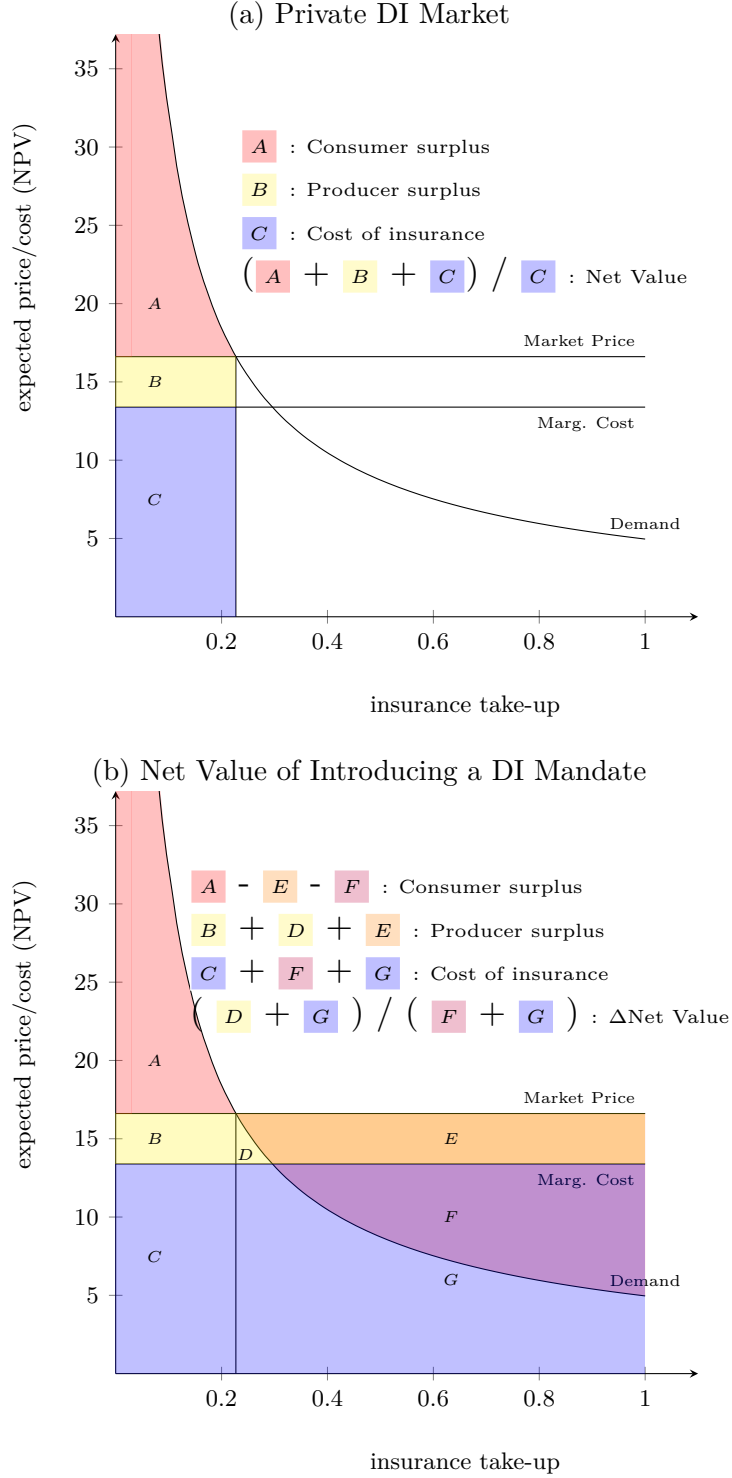 (a) Private DI Market
35
30
25
20
15
10
5
expected price/cost (NPV)
A : Consumer surplus
B : Producer surplus
C : Cost of insurance
(A + B + C) / C : Net Value
A
Market Price
B
Marg. Cost
C
Demand
0.2 0.4 0.6 0.8 1
insurance take-up
(b) Net Value of Introducing a DI Mandate
35
30
25
20
15
10
5
expected price/cost (NPV)
A - E - F : Consumer surplus
B + D + E : Producer surplus
C + F + G : Cost of insurance
( D + G ) / ( F + G ) : ΔNet Value
A
Market Price
B
D
E
Marg. Cost
F
C
G
Demand
0.2 0.4 0.6 0.8 1
insurance take-up